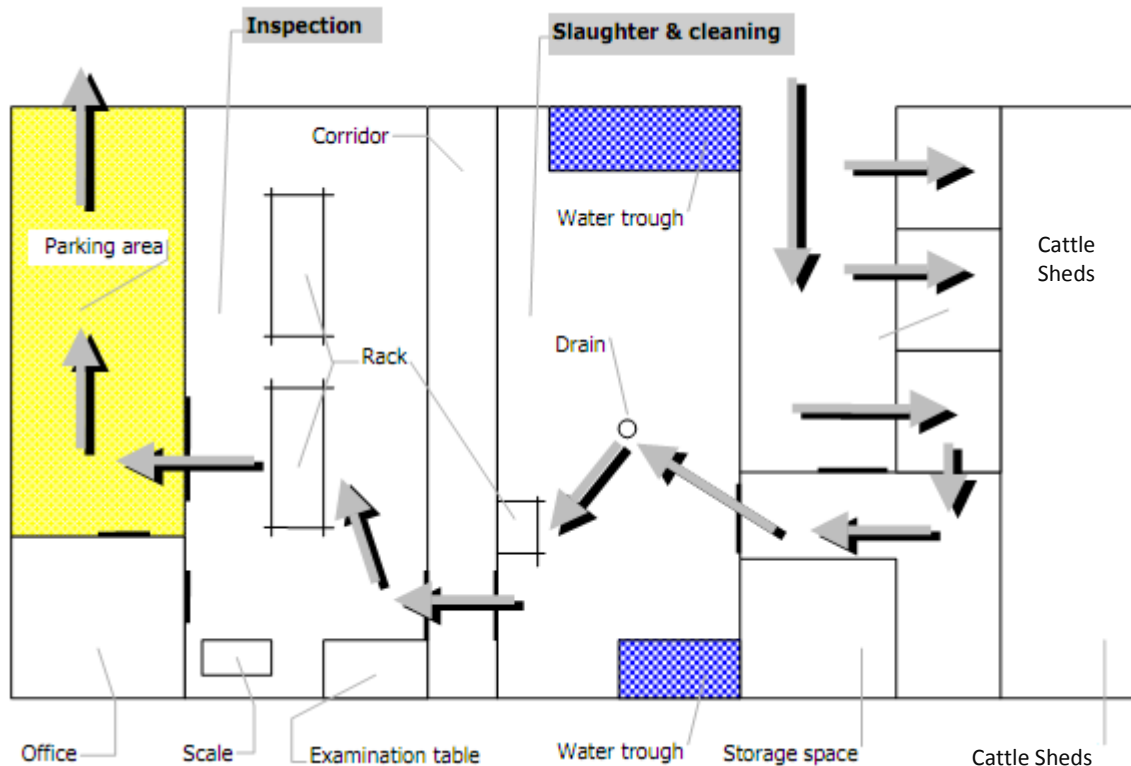 Inspection
Slaughter & cleaning
Corridor
Water trough
Parking area
Cattle
Sheds
Rack
Drain
Office
Scale
Examination table
Water trough
Storage space
Cattle Sheds